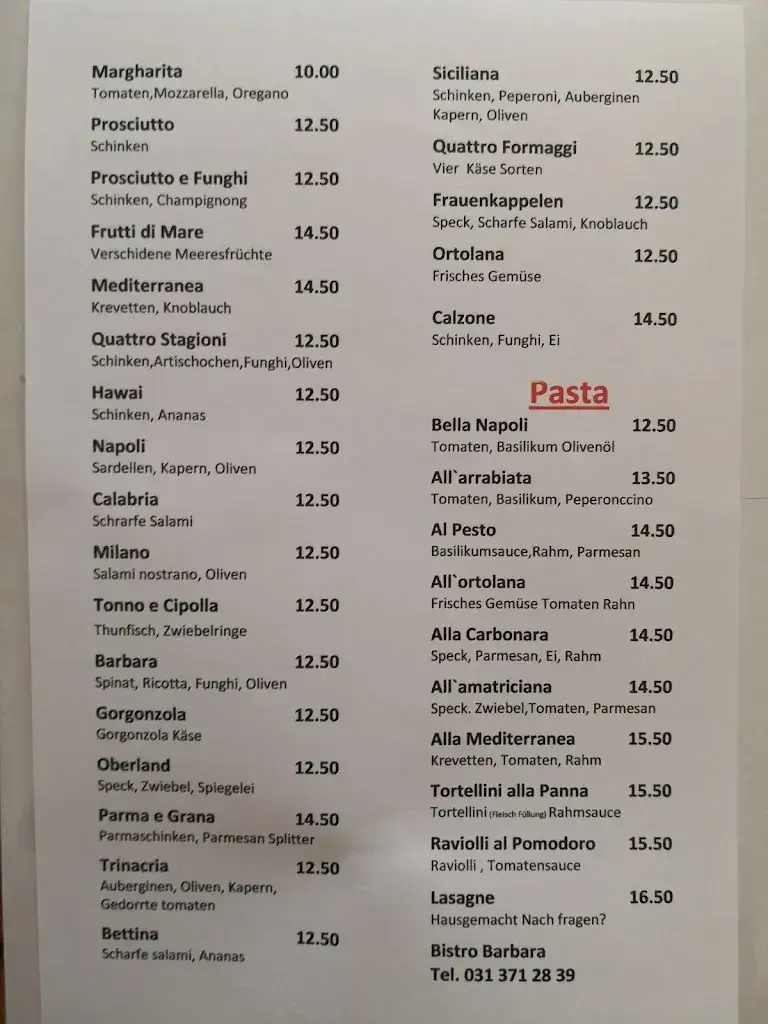 Margharita 10.00
Tomaten,Mozzarella, Oregano
Prosciutto 12.50
Schinken
Prosciutto e Funghi 12.50
Schinken, Champignong
Frutti di Mare 14.50
Verschidene Meeresfrüchte
Mediterranea 14.50
Krevetten, Knoblauch
Quattro Stagioni 12.50
Schinken,Artischochen,Funghi,Oliven
Hawai 12.50
Schinken, Ananas
Napoli 12.50
Sardellen, Kapern, Oliven
Calabria 12.50
Schrarfe Salami
Milano 12.50
Salami nostrano, Oliven
Tonno e Cipolla 12.50
Thunfisch, Zwiebelringe
Barbara 12.50
Spinat, Ricotta, Funghi, Oliven
Gorgonzola 12.50
Gorgonzola Käse
Oberland 12.50
Speck, Zwiebel, Spiegelei
Parma e Grana 14.50
Parmaschinken, Parmesan Splitter
Trinacria 12.50
Auberginen, Oliven, Kapern,
Gedorrte tomaten
Bettina 12.50
Scharfe salami, Ananas
Siciliana 12.50
Schinken, Peperoni, Auberginen
Kapern, Oliven
Quattro Formaggi 12.50
Vier Käse Sorten
Frauenkappelen 12.50
Speck, Scharfe Salami, Knoblauch
Ortolana 12.50
Frisches Gemüse
Calzone 14.50
Schinken, Funghi, Ei
Pasta
Bella Napoli 12.50
Tomaten, Basilikum Olivenöl
All`arrabiata 13.50
Tomaten, Basilikum, Peperonccino
Al Pesto 14.50
Basilikumsauce,Rahm, Parmesan
All`ortolana 14.50
Frisches Gemüse Tomaten Rahn
Alla Carbonara 14.50
Speck, Parmesan, Ei, Rahm
All`amatriciana 14.50
Speck. Zwiebel,Tomaten, Parmesan
Alla Mediterranea 15.50
Krevetten, Tomaten, Rahm
Tortellini alla Panna 15.50
Tortellini (Fleisch Füllung) Rahmsauce
Raviolli al Pomodoro 15.50
Raviolli , Tomatensauce
Lasagne 16.50
Hausgemacht Nach fragen?
Bistro Barbara
Tel. 031 371 28 39